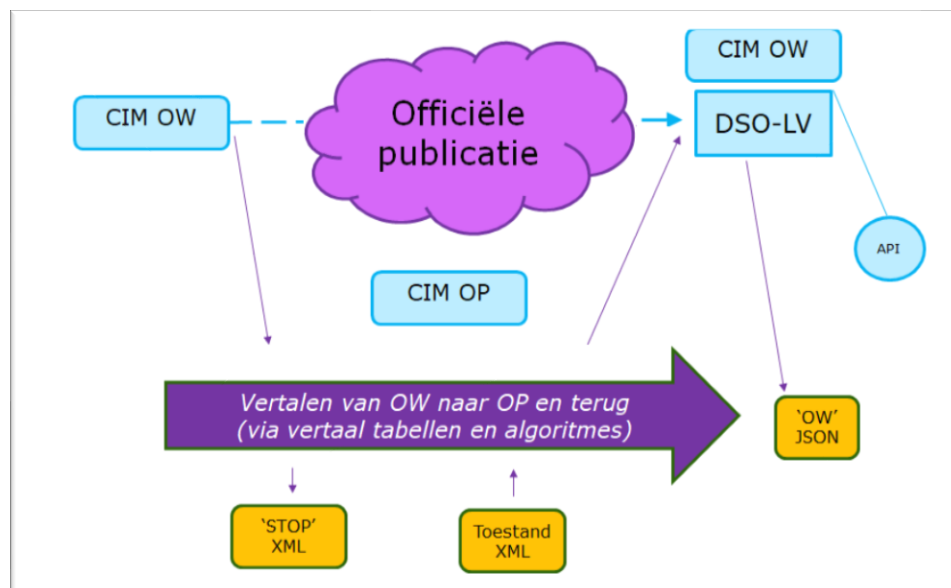 CIM OW
CIM OW
Officiële
publicatie
DSO-LV
API
CIM OP
Vertalen van OW naar OP en terug
(via vertaal tabellen en algoritmes)
‘OW’
JSON
‘STOP’
XML
Toestand
XML